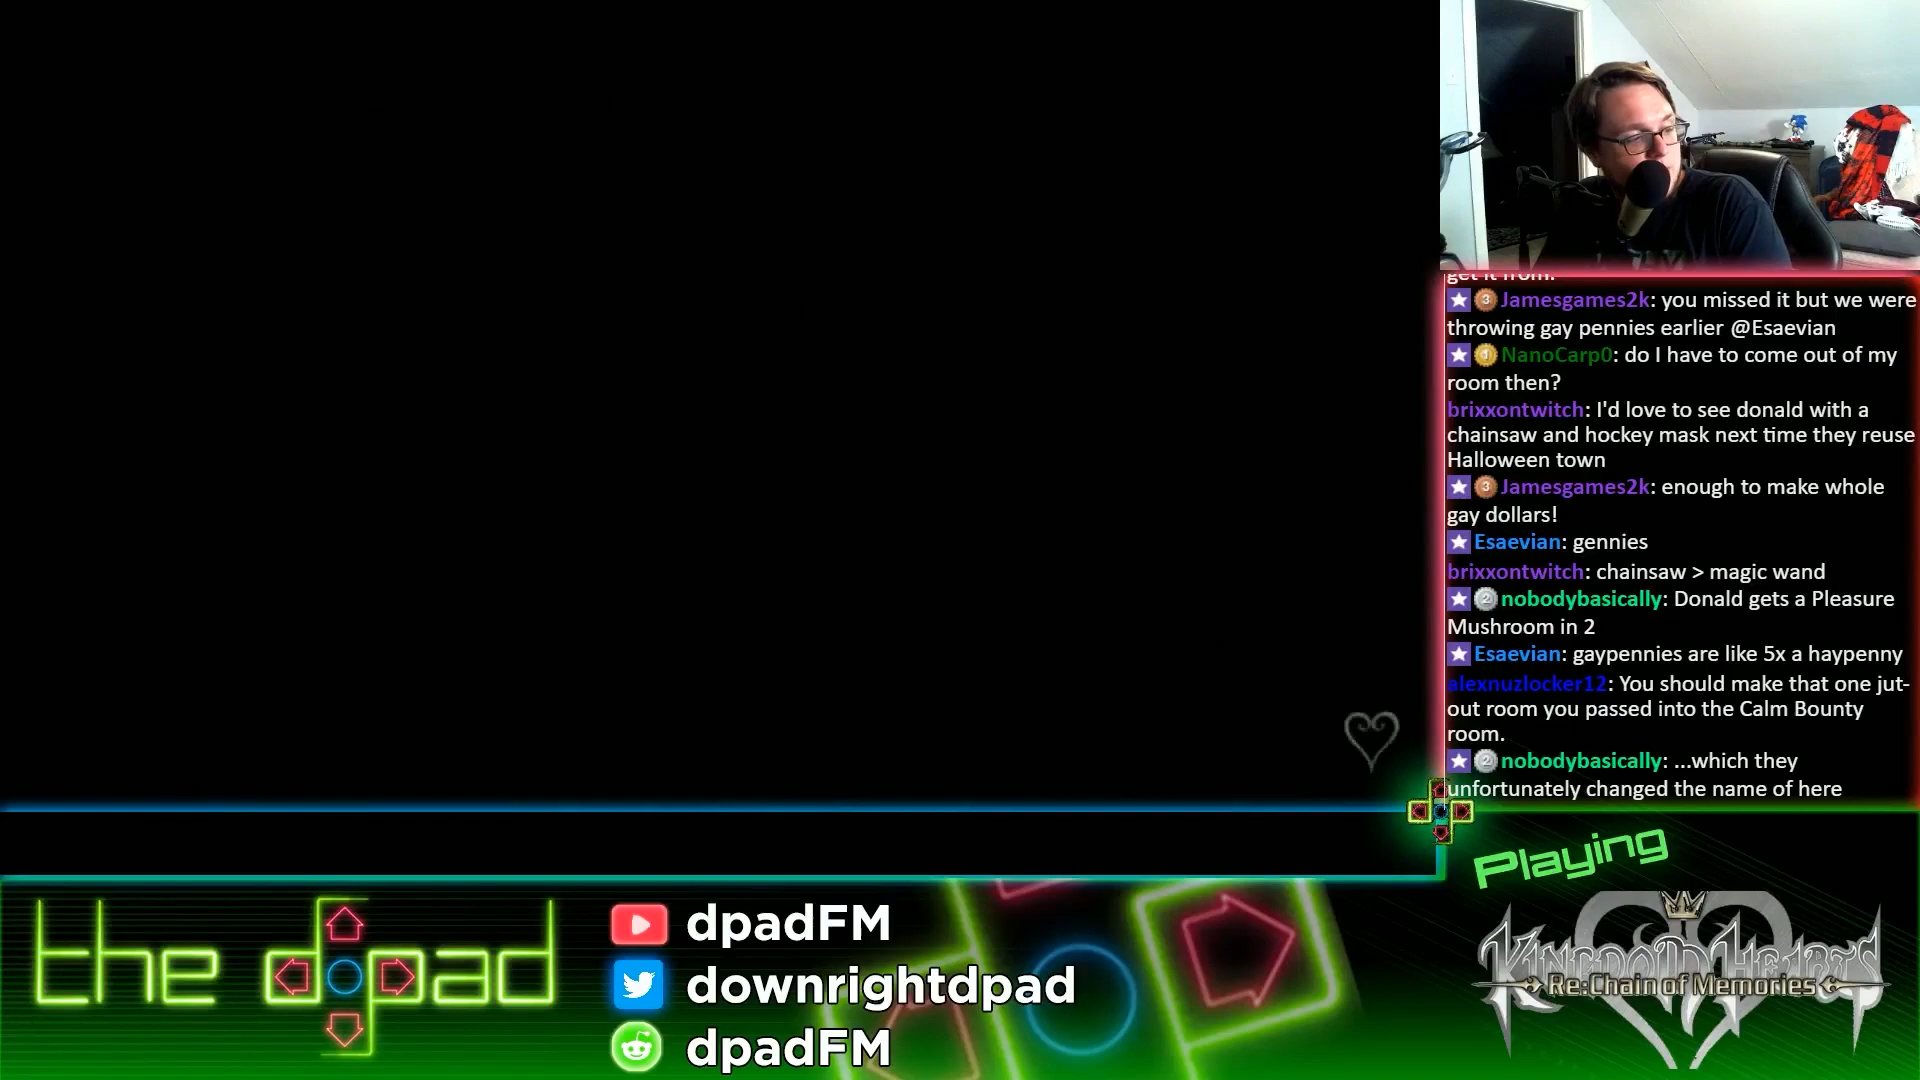 get it from.
Jamesgames2k: you missed it but we were
throwing gay pennies earlier @Esaevian
NanoCarp0: do I have to come out of my
room then?
brixxontwitch: I'd love to see donald with a
chainsaw and hockey mask next time they reuse
Halloween town
Jamesgames2k: enough to make whole
gay dollars!
Esaevian: gennies
brixxontwitch: chainsaw > magic wand
nobodybasically: Donald gets a Pleasure
Mushroom in 2
Esaevian: gaypennies are like 5x a haypenny
alexnuzlocker12: You should make that one jut-
out room you passed into the Calm Bounty
room.
nobodybasically: ...which they
unfortunately changed the name of here
Playing
KINGDOM HEARTS
Re:Chain of Memories
the dpad
dpadFM
downrightdpad
dpadFM